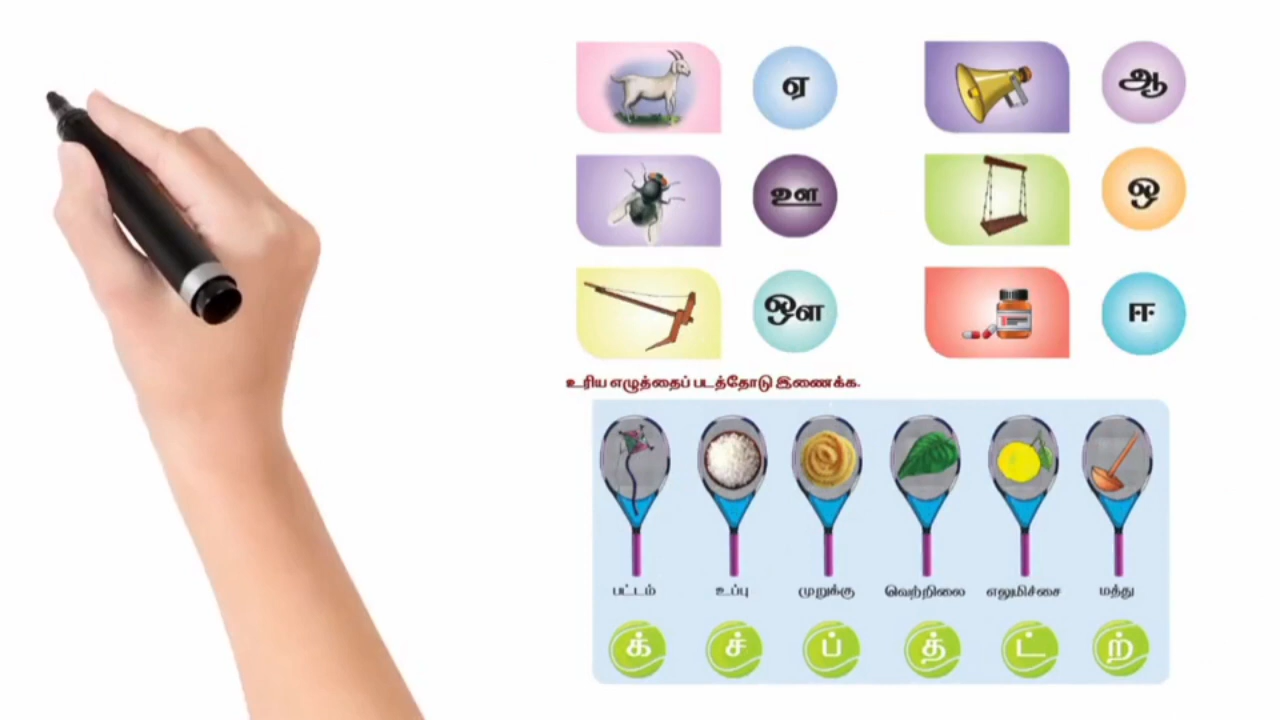 ஏ ஆ
ஊ ஒ
ஔ ஈ
உரிய எழுத்தைப் படத்தோடு இணைக்க.
பட்டம் உப்பு முறுக்கு வெற்றிலை எலுமிச்சை மத்து
க் ச் ப் த் ட் ற்